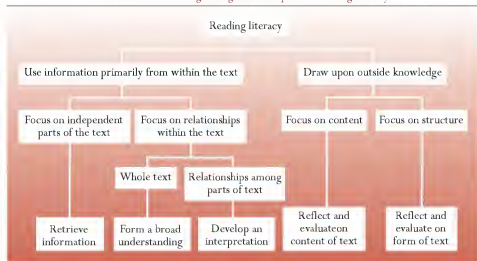 Reading literacy
Use information primarily from within the text
Draw upon outside knowledge
Focus on independent
parts of the text
Focus on relationships
within the text
Focus on content
Focus on structure
Whole text
Relationships among
parts of text
Retrieve
information
Form a broad
understanding
Develop an
interpretation
Reflect and
evaluateon
content of text
Reflect and
evaluate on
form of text